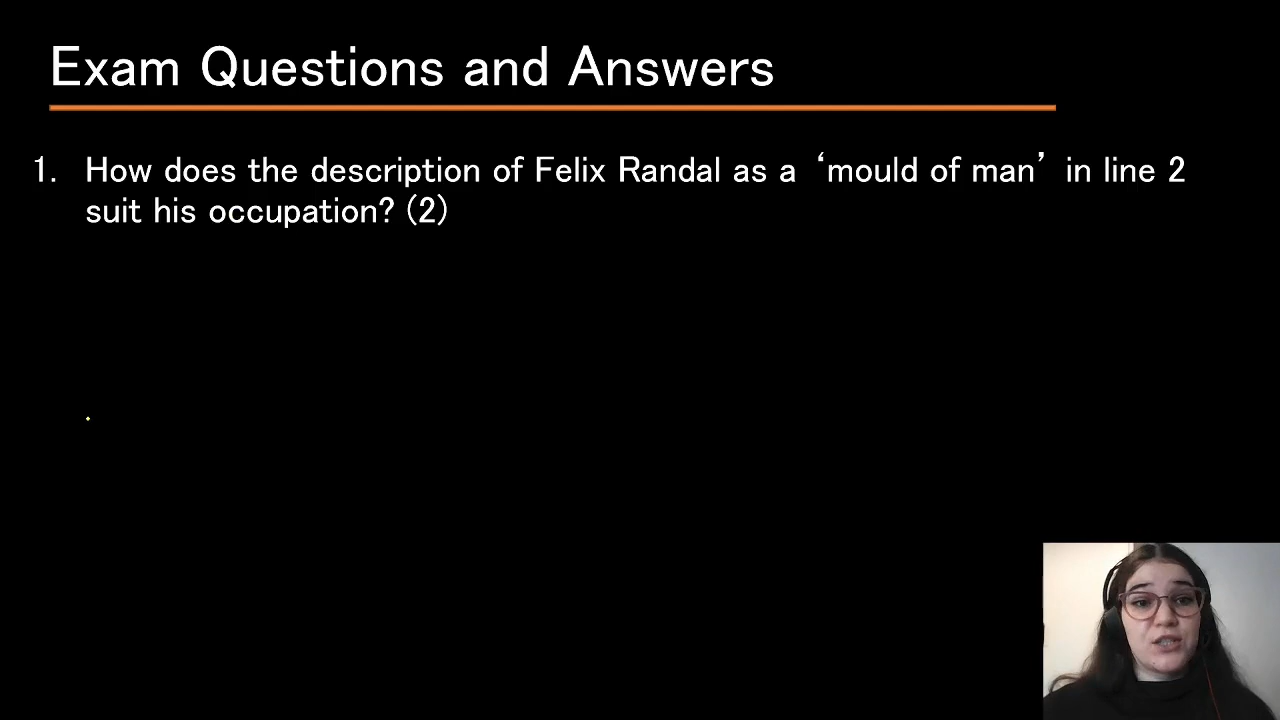 Exam Questions and Answers
1. How does the description of Felix Randal as a ‘mould of man’ in line 2
suit his occupation? (2)